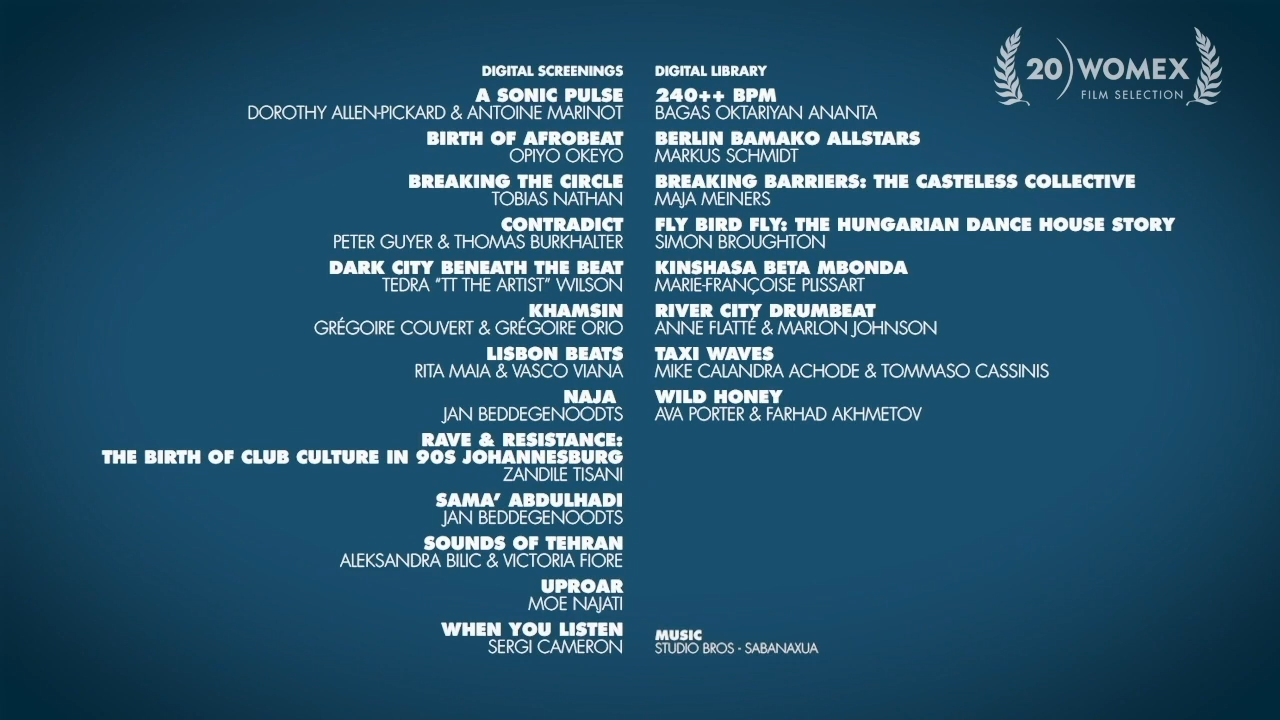 DIGITAL SCREENINGS
A SONIC PULSE
DOROTHY ALLEN-PICKARD & ANTOINE MARINOT
BIRTH OF AFROBEAT
OPIYO OKEYO
BREAKING THE CIRCLE
TOBIAS NATHAN
CONTRADICT
PETER GUYER & THOMAS BURKHALTER
DARK CITY BENEATH THE BEAT
TEDRA “TT THE ARTIST” WILSON
KHAMSIN
GRÉGOIRE COUVERT & GRÉGOIRE ORIO
LISBON BEATS
RITA MAIA & VASCO VIANA
NAJA
JAN BEDDEGENOODTS
RAVE & RESISTANCE:
THE BIRTH OF CLUB CULTURE IN 90S JOHANNESBURG
ZANDILE TISANI
SAMA’ ABDULHADI
JAN BEDDEGENOODTS
SOUNDS OF TEHRAN
ALEKSANDRA BILIC & VICTORIA FIORE
UPROAR
MOE NAJATI
WHEN YOU LISTEN
SERGI CAMERON
DIGITAL LIBRARY
240++ BPM
BAGAS OKTARIYAN ANANTA
BERLIN BAMAKO ALLSTARS
MARKUS SCHMIDT
BREAKING BARRIERS: THE CASTELESS COLLECTIVE
MAJA MEINERS
FLY BIRD FLY: THE HUNGARIAN DANCE HOUSE STORY
SIMON BROUGHTON
KINSHASA BETA MBONDA
MARIE-FRANÇOISE PLISSART
RIVER CITY DRUMBEAT
ANNE FLATTÉ & MARLON JOHNSON
TAXI WAVES
MIKE CALANDRA ACHODE & TOMMASO CASSINIS
WILD HONEY
AVA PORTER & FARHAD AKHMETOV
MUSIC
STUDIO BROS - SABANAXUA
20) WOMEX
FILM SELECTION